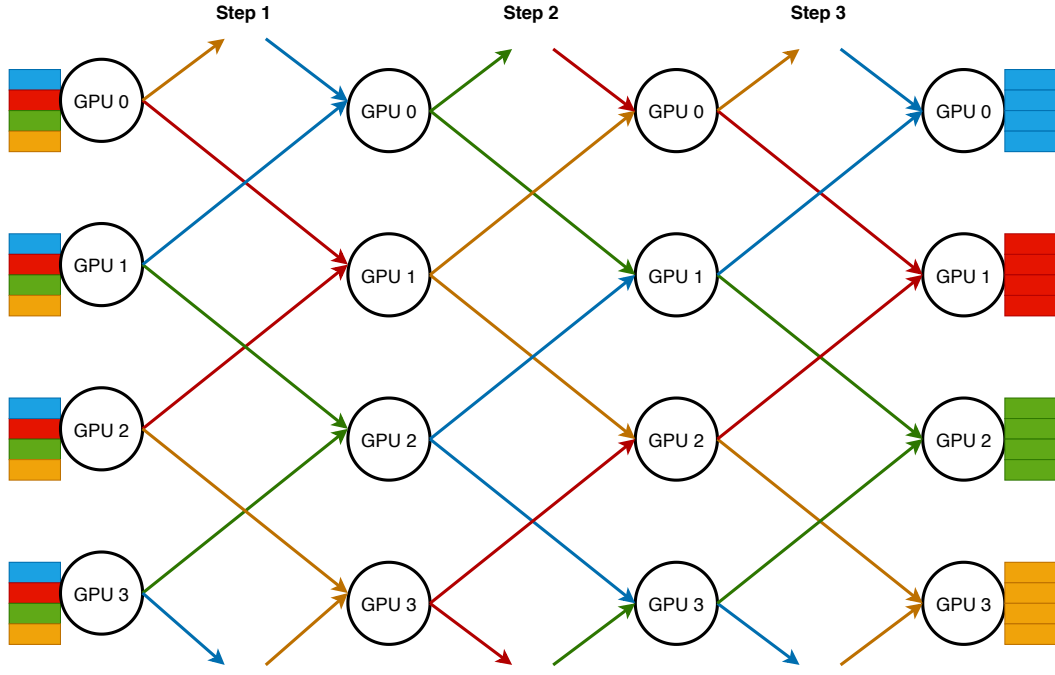 Step 1 Step 2 Step 3
GPU 0 GPU 0 GPU 0 GPU 0
GPU 1 GPU 1 GPU 1 GPU 1
GPU 2 GPU 2 GPU 2 GPU 2
GPU 3 GPU 3 GPU 3 GPU 3